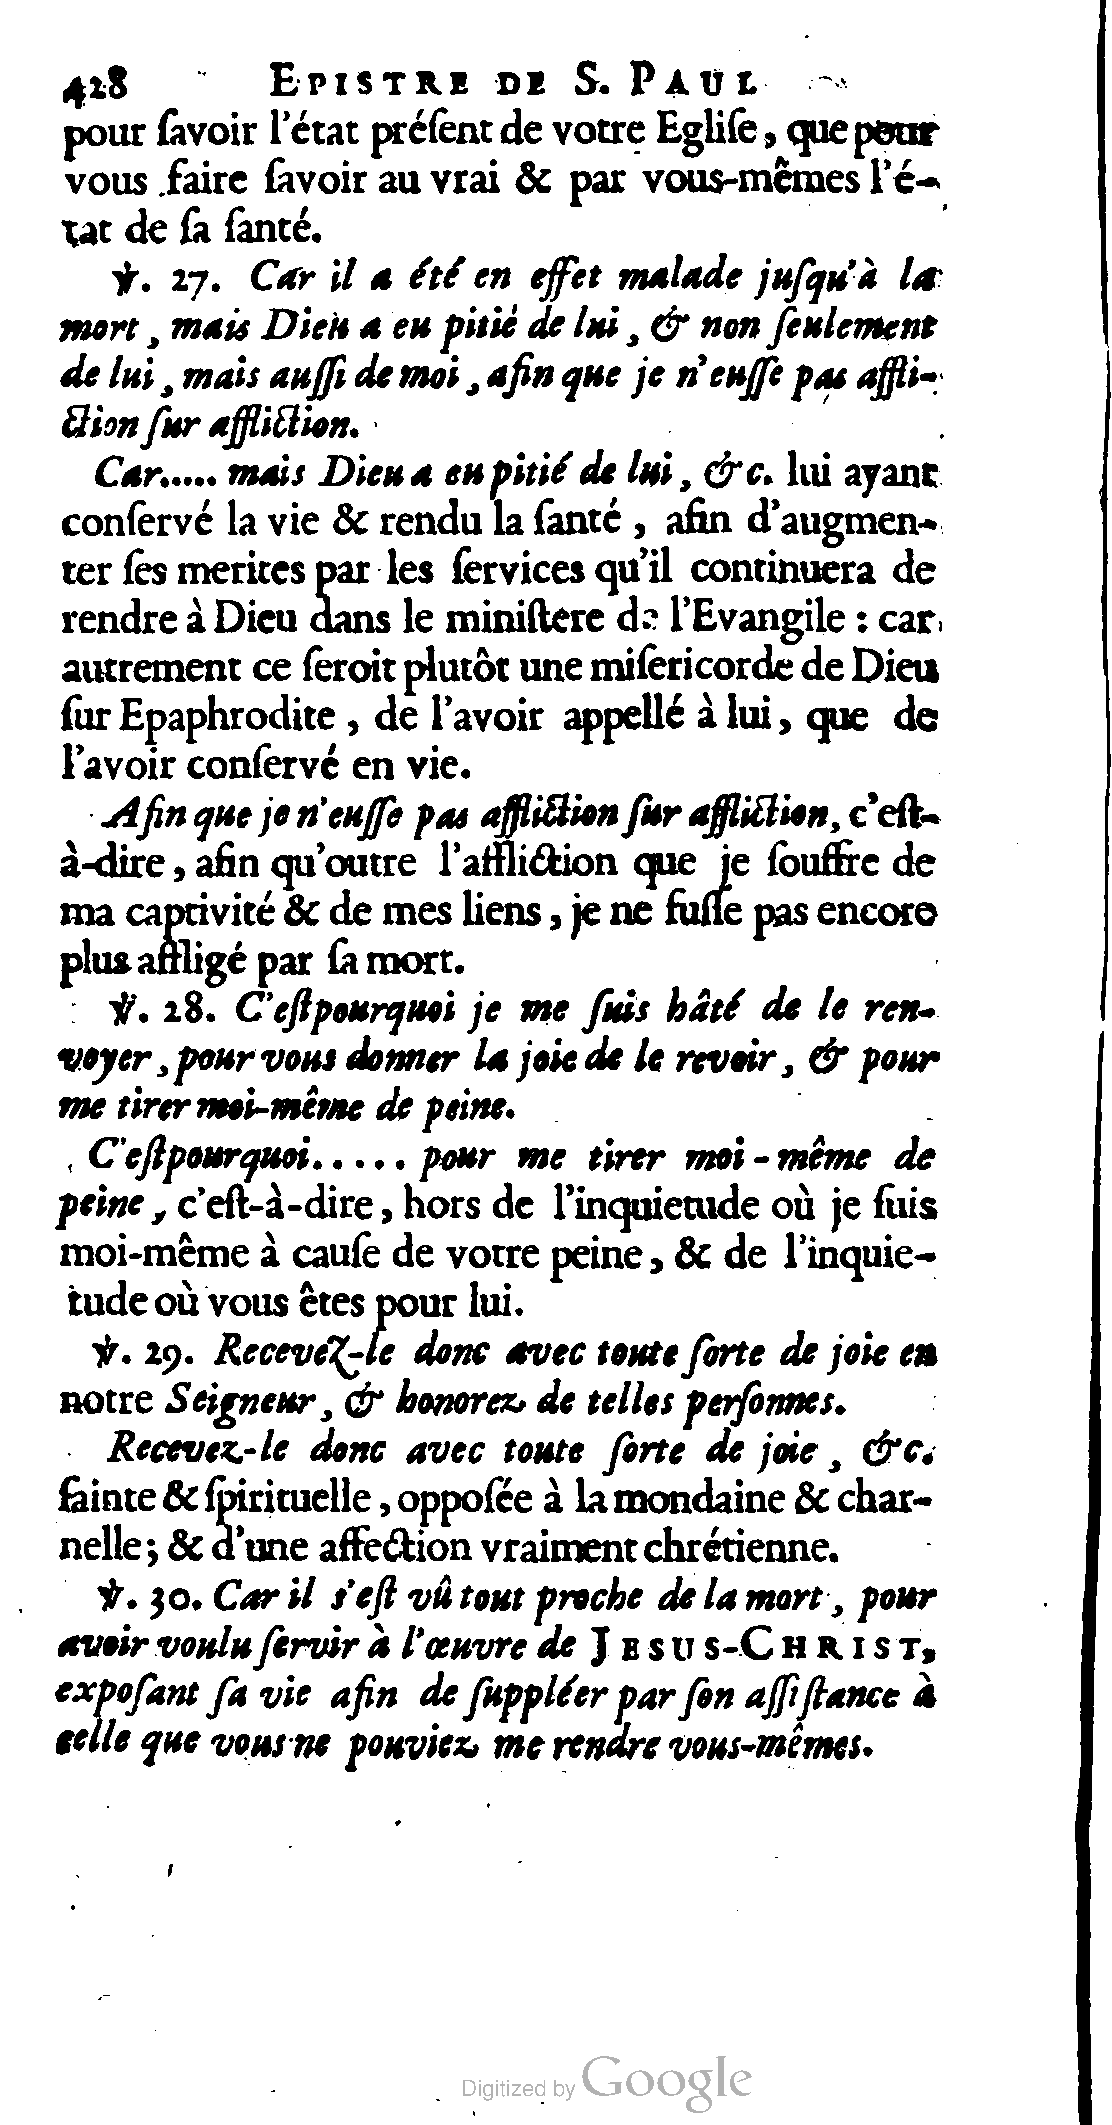 428 EPISTRE DE S. PAUL
pour ſavoir l'état préſent de votre Egliſe, que pour
vous faire ſavoir au vrai & par vous-mêmes l'é-
tat de ſa ſanté.
℣. 27. Car il a été en effet malade juſqu'à la
mort, mais Dieu a eu pitié de lui, & non ſeulement
de lui, mais auſſi de moi, afin que je n'euſſe pas affli-
ction ſur affliction.
Car..... mais Dieu a eu pitié de lui, &c. lui ayant
conſervé la vie & rendu la ſanté, afin d'augmen-
ter ſes merites par les ſervices qu'il continuera de
rendre à Dieu dans le miniſtere de l'Evangile : car
autrement ce ſeroit plutôt une miſericorde de Dieu
ſur Epaphrodite, de l'avoir appellé à lui, que de
l'avoir conſervé en vie.
Afin que je n'euſſe pas affliction ſur affliction, c'eſt-
à-dire, afin qu'outre l'affliction que je ſouffre de
ma captivité & de mes liens, je ne fuſſe pas encore
plus affligé par ſa mort.
℣. 28. C'eſtpourquoi je me ſuis hâté de le ren-
voyer, pour vous donner la joie de le revoir, & pour
me tirer moi-même de peine.
C'eſtpourquoi..... pour me tirer moi-même de
peine, c'eſt-à-dire, hors de l'inquietude où je ſuis
moi-même à cauſe de votre peine, & de l'inquie-
tude où vous êtes pour lui.
℣. 29. Recevez-le donc avec toute ſorte de joie en
notre Seigneur, & honorez de telles perſonnes.
Recevez-le donc avec toute ſorte de joie, &c.
ſainte & ſpirituelle, oppoſée à la mondaine & char-
nelle; & d'une affection vraiment chrétienne.
℣. 30. Car il s'eſt vû tout proche de la mort, pour
avoir voulu ſervir à l'œuvre de JESUS-CHRIST,
expoſant ſa vie afin de ſuppléer par ſon aſſiſtance à
celle que vous ne pouviez me rendre vous-mêmes.
Digitized by Google